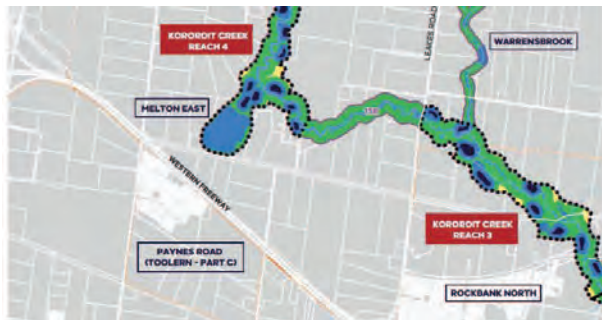 KOROROIT CREEK
REACH 4
LEAKES ROAD
WARRENSBROOK
MELTON EAST
WESTERN FREEWAY
KOROROIT CREEK
REACH 3
PAYNES ROAD
(TOOLERN - PART C)
ROCKBANK NORTH